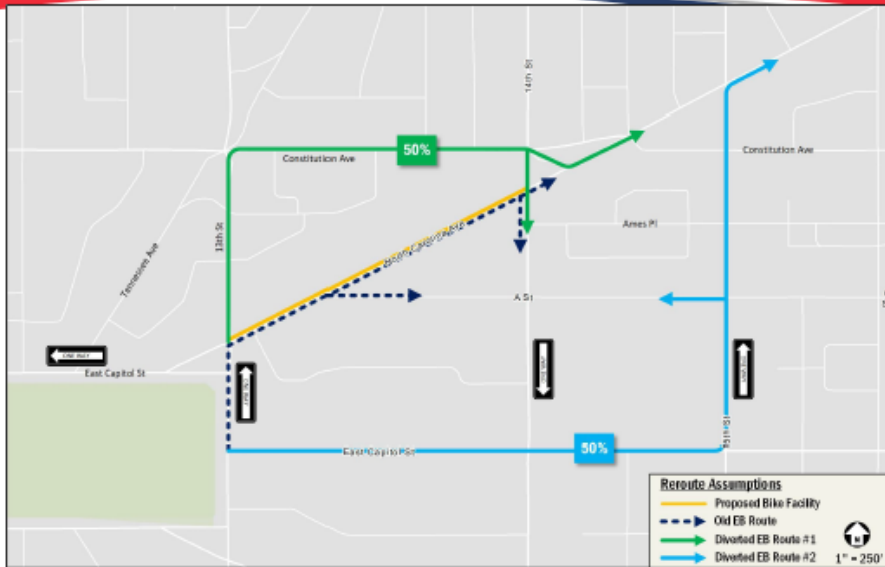 14th St
Constitution Ave
50%
Constitution Ave
13th St
Tennessee Ave
Ames Pl
A St
ONE WAY
East Capitol St
ONE WAY
ONE WAY
ONE WAY
15th St
East Capitol St
50%
Reroute Assumptions
Proposed Bike Facility
Old EB Route
Diverted EB Route #1
Diverted EB Route #2
N
1" = 250'